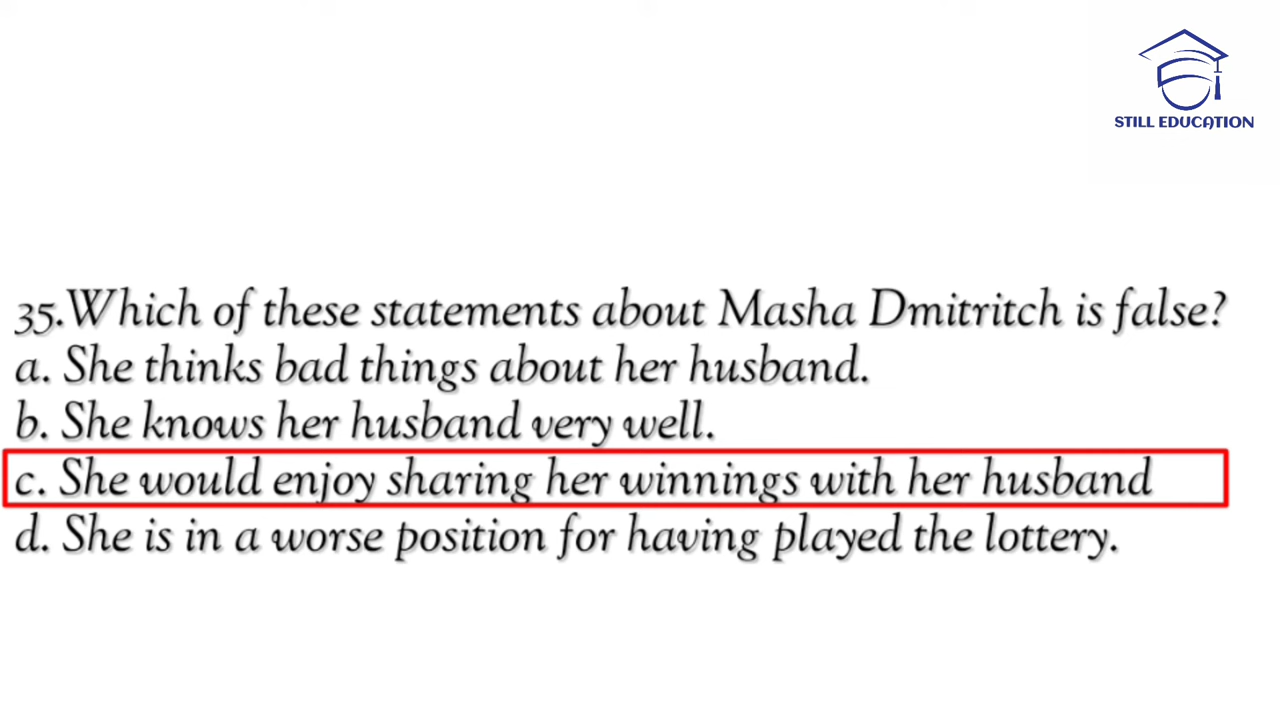 STILL EDUCATION
35.Which of these statements about Masha Dmitritch is false?
a. She thinks bad things about her husband.
b. She knows her husband very well.
c. She would enjoy sharing her winnings with her husband
d. She is in a worse position for having played the lottery.